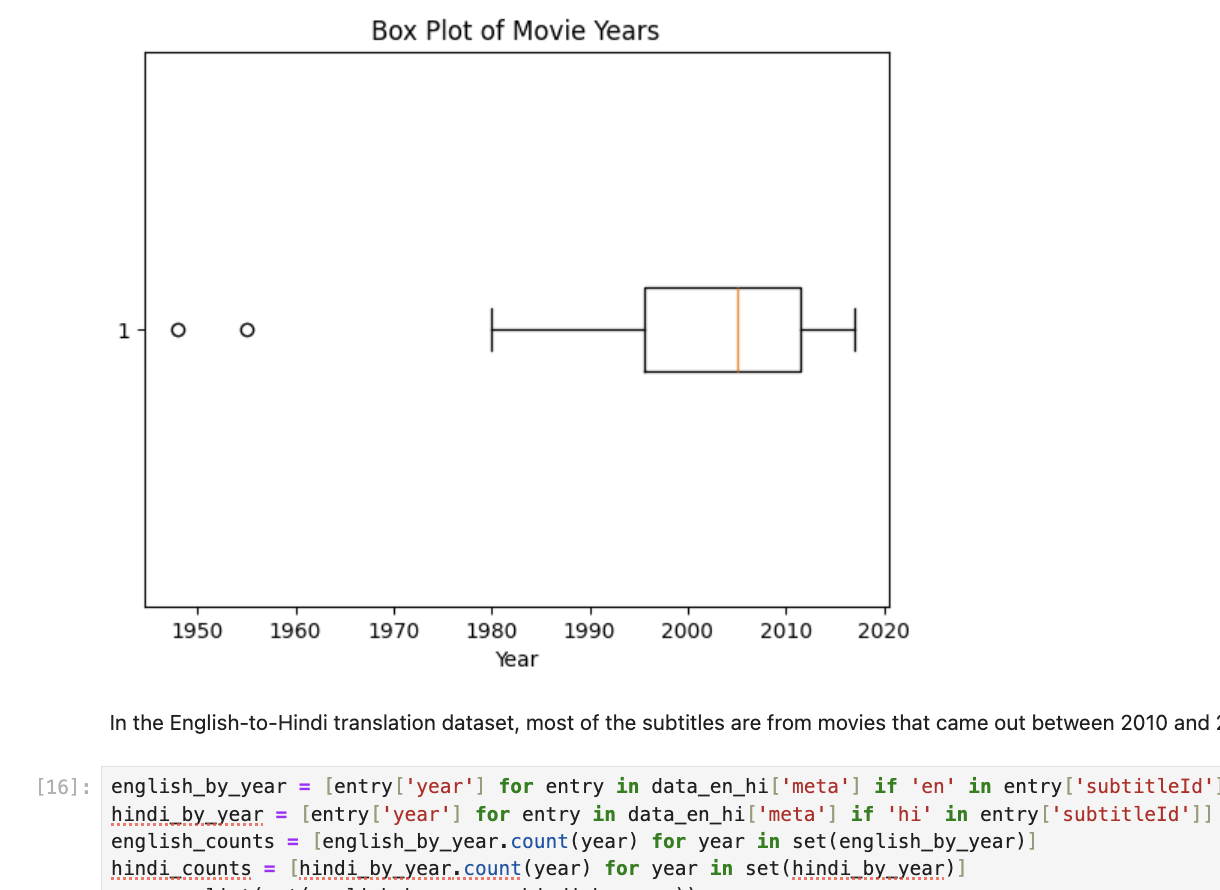 Box Plot of Movie Years
1
1950 1960 1970 1980 1990 2000 2010 2020
Year
In the English-to-Hindi translation dataset, most of the subtitles are from movies that came out between 2010 and
[16]: english_by_year = [entry['year'] for entry in data_en_hi['meta'] if 'en' in entry['subtitleId']
hindi_by_year = [entry['year'] for entry in data_en_hi['meta'] if 'hi' in entry['subtitleId']]
english_counts = [english_by_year.count(year) for year in set(english_by_year)]
hindi_counts = [hindi_by_year.count(year) for year in set(hindi_by_year)]